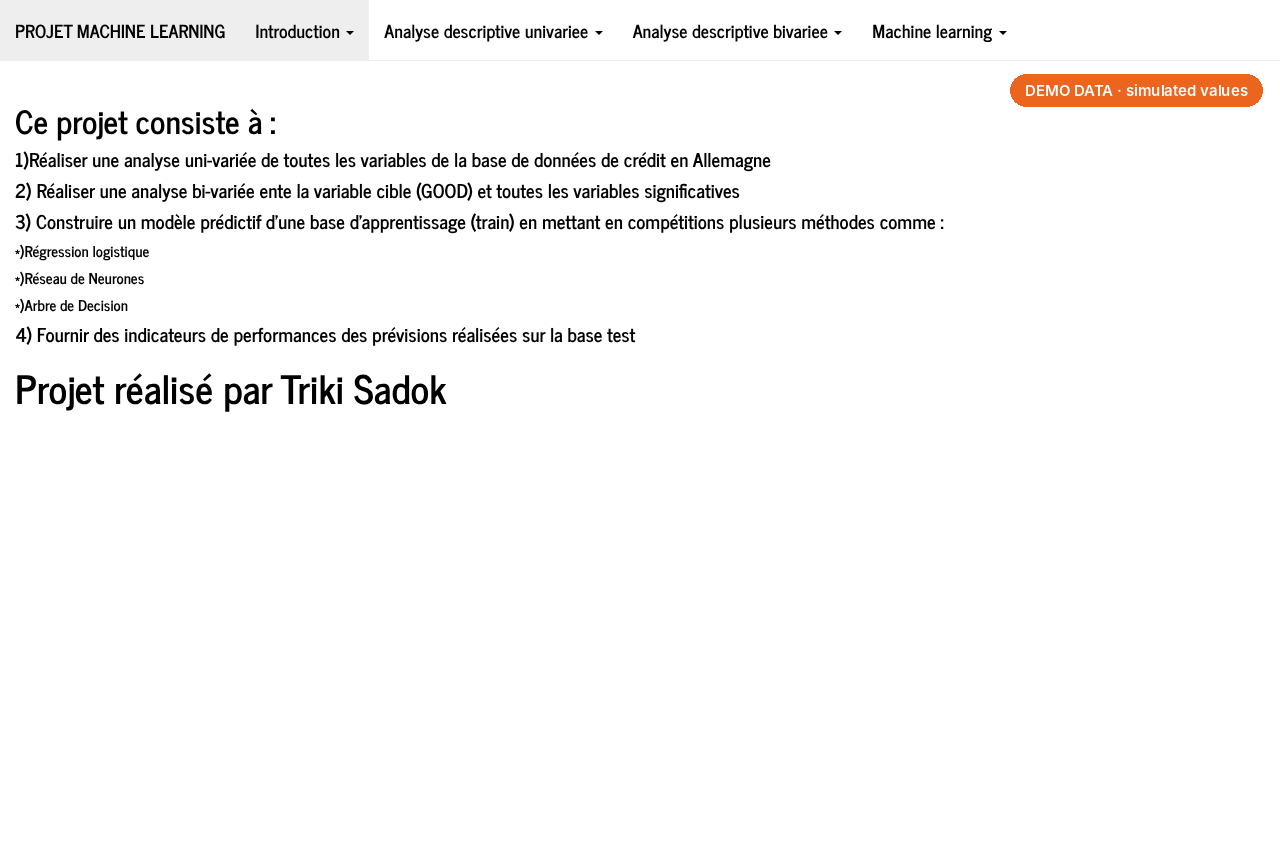 PROJET MACHINE LEARNING Introduction Analyse descriptive univariee Analyse descriptive bivariee Machine learning
DEMO DATA · simulated values
Ce projet consiste à :
1)Réaliser une analyse uni-variée de toutes les variables de la base de données de crédit en Allemagne
2) Réaliser une analyse bi-variée ente la variable cible (GOOD) et toutes les variables significatives
3) Construire un modèle prédictif d'une base d'apprentissage (train) en mettant en compétitions plusieurs méthodes comme :
*)Régression logistique
*)Réseau de Neurones
*)Arbre de Decision
4) Fournir des indicateurs de performances des prévisions réalisées sur la base test
Projet réalisé par Triki Sadok